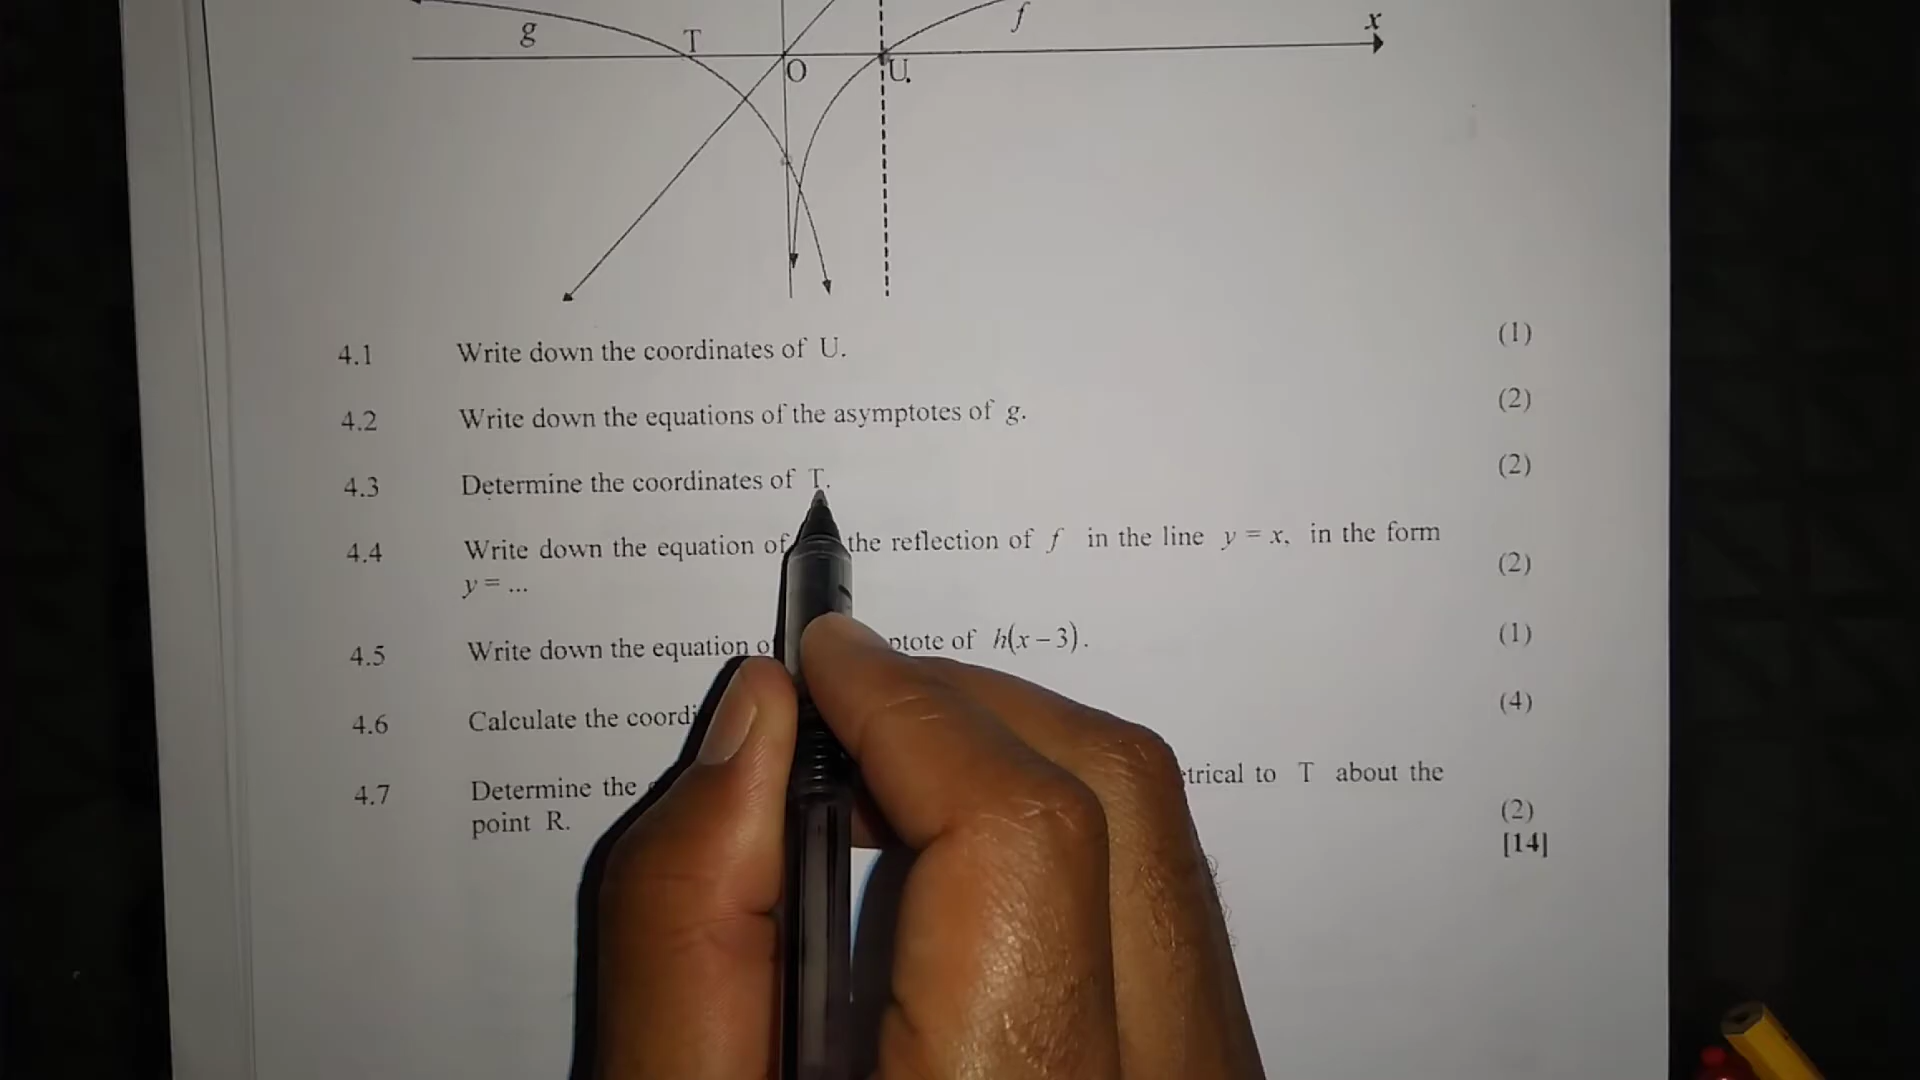 g
T
f
x
O
U.
4.1 Write down the coordinates of U. (1)
4.2 Write down the equations of the asymptotes of g. (2)
4.3 Determine the coordinates of T. (2)
4.4 Write down the equation of the reflection of f in the line y = x, in the form
y = ... (2)
4.5 Write down the equation of h(x − 3). (1)
4.6 Calculate the (4)
4.7 Determine the to T about the
point R. (2)
[14]